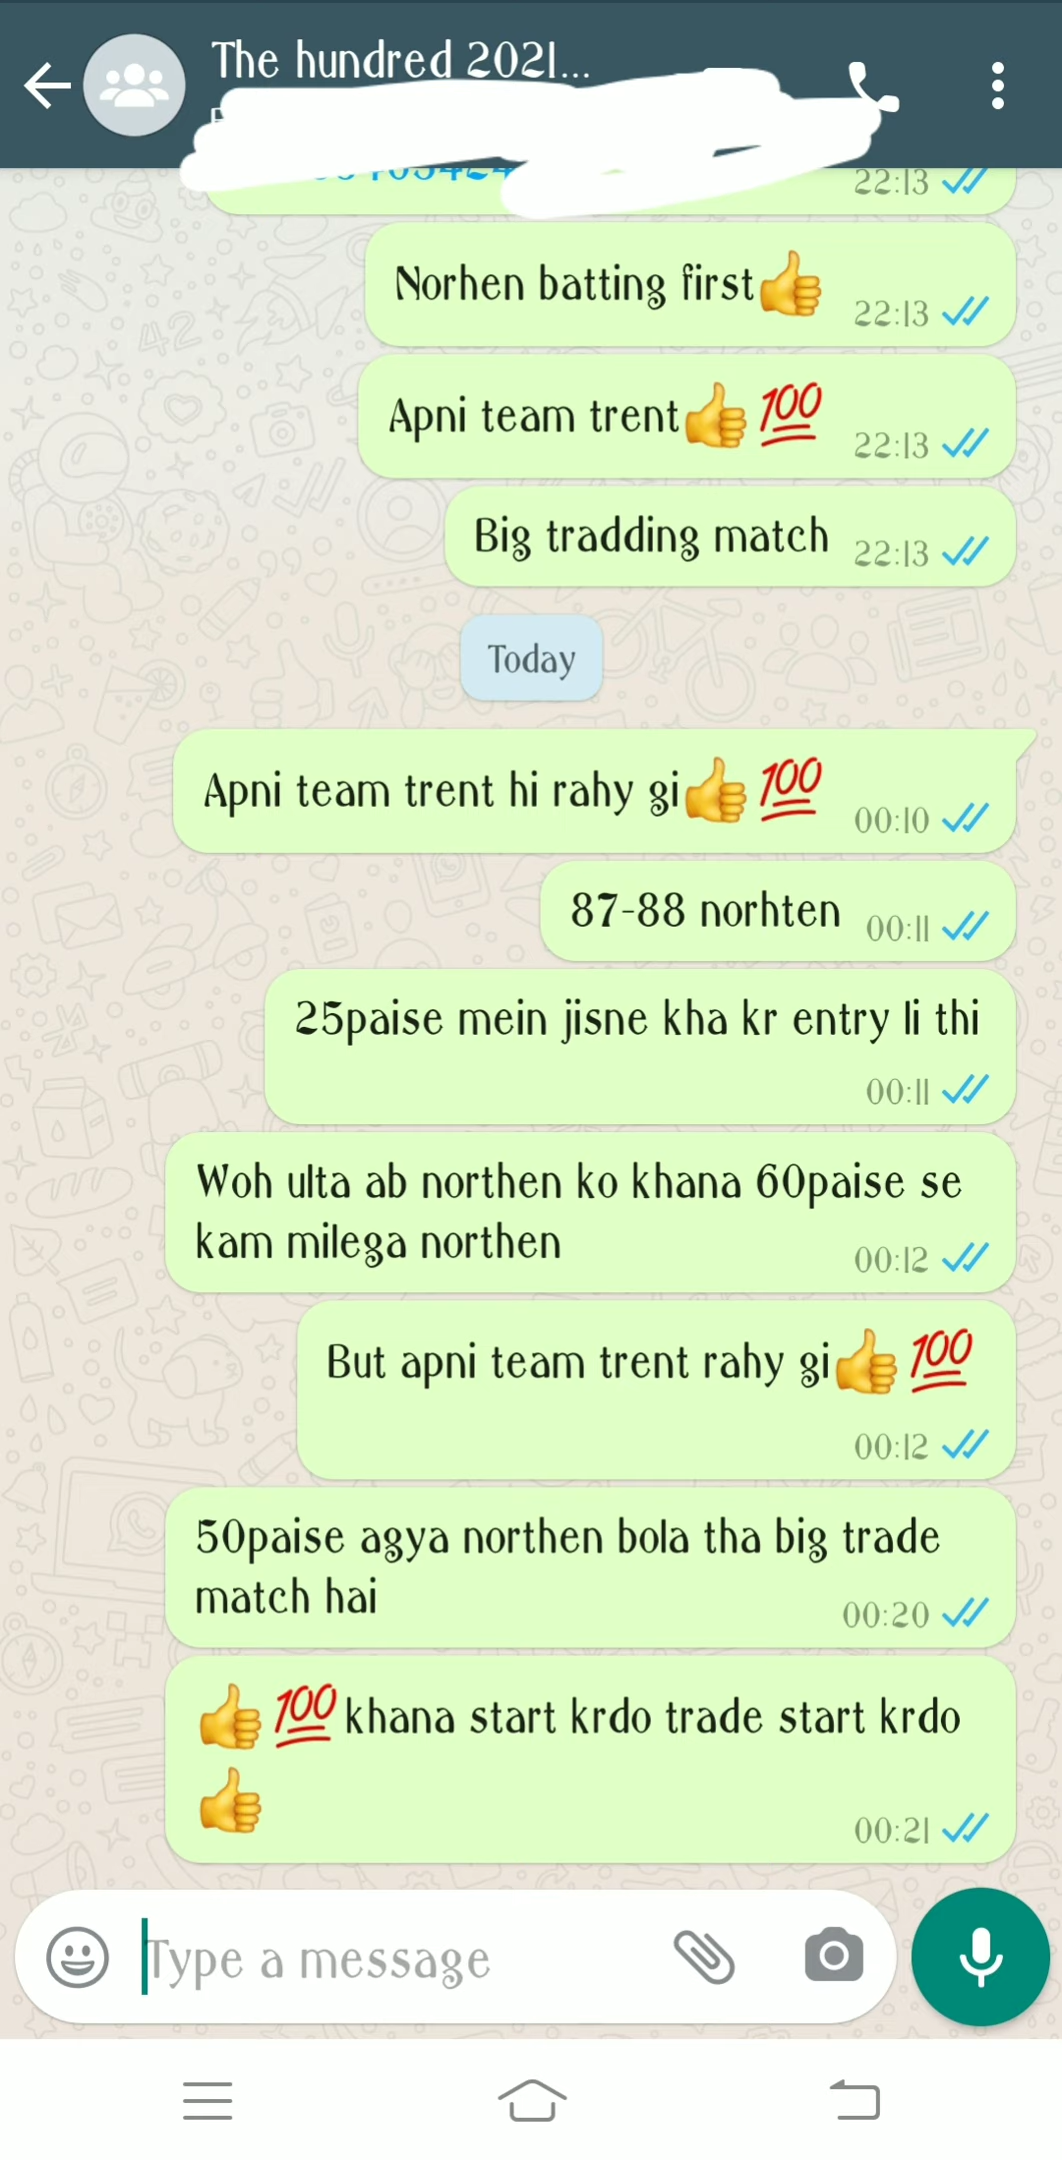 The hundred 2021...
22:13
Norhen batting first👍
22:13
Apni team trent👍💯
22:13
Big tradding match
22:13
Today
Apni team trent hi rahy gi👍💯
00:10
87-88 norhten
00:11
25paise mein jisne kha kr entry li thi
00:11
Woh ulta ab northen ko khana 60paise se
kam milega northen
00:12
But apni team trent rahy gi👍💯
00:12
50paise agya northen bola tha big trade
match hai
00:20
👍💯khana start krdo trade start krdo
👍
00:21
Type a message